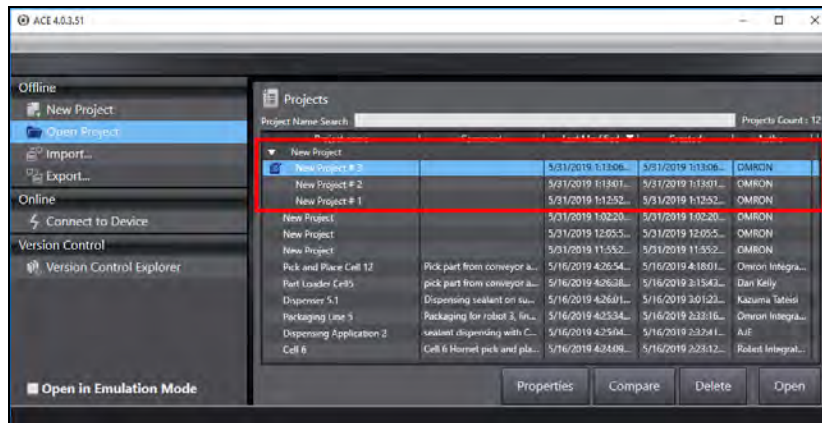 ACE 4.0.3.51
Offline
New Project
Open Project
Import...
Export...
Online
Connect to Device
Version Control
Version Control Explorer
Open in Emulation Mode
Projects
Project Name Search
Projects Count : 12
Project name Comment Last Modified Created Author
New Project
New Project # 3 5/31/2019 1:13:06... 5/31/2019 1:13:06... OMRON
New Project # 2 5/31/2019 1:13:01... 5/31/2019 1:13:01... OMRON
New Project # 1 5/31/2019 1:12:52... 5/31/2019 1:12:52... OMRON
New Project 5/31/2019 1:02:20... 5/31/2019 1:02:20... OMRON
New Project 5/31/2019 12:05:5... 5/31/2019 12:05:5... OMRON
New Project 5/31/2019 11:55:2... 5/31/2019 11:55:2... OMRON
Pick and Place Cell 12 Pick part from conveyor a... 5/16/2019 4:26:54... 5/16/2019 4:18:01... Omron Integra...
Part Loader Cell5 pick part from conveyor a... 5/16/2019 4:26:38... 5/16/2019 3:15:43... Dan Kelly
Dispenser 5.1 Dispensing sealant on su... 5/16/2019 4:26:01... 5/16/2019 3:01:23... Kazuma Tateisi
Packaging Line 5 Packaging for robot 3, lin... 5/16/2019 4:25:34... 5/16/2019 2:33:16... Omron Integra...
Dispensing Application 2 sealant dispensing with C... 5/16/2019 4:25:04... 5/16/2019 2:32:41... AJE
Cell 6 Cell 6 Hornet pick and pla... 5/16/2019 4:24:09... 5/16/2019 2:23:12... Robot Integrat...
Properties Compare Delete Open